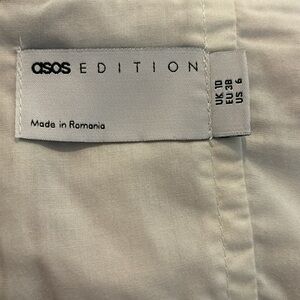 asos EDITION
Made in Romania
UK 10
EU 38
US 6